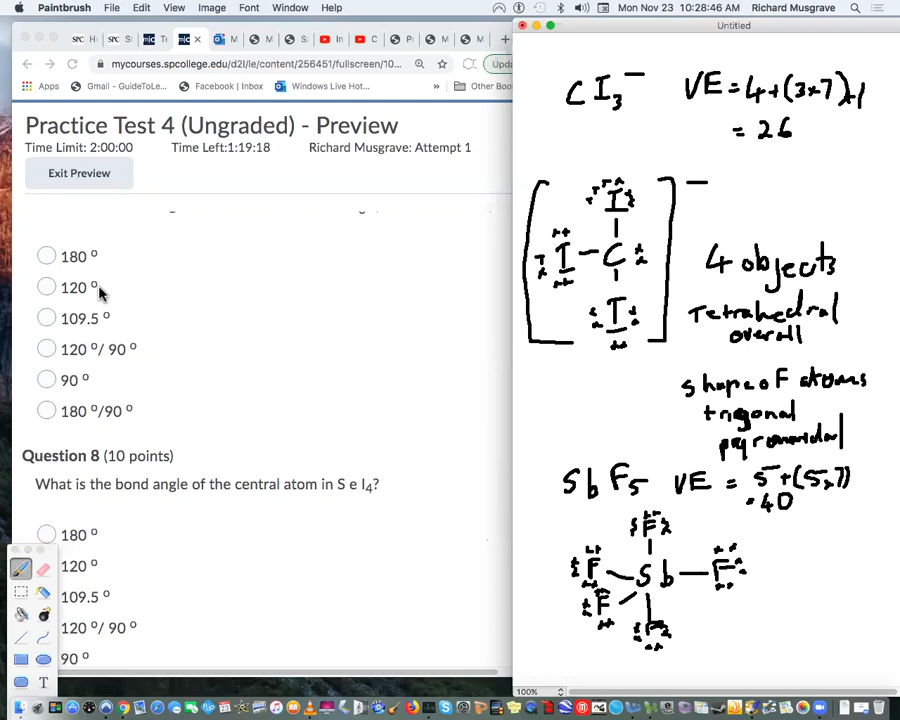 Paintbrush File Edit View Image Font Window Help
Mon Nov 23 10:28:46 AM Richard Musgrave
Untitled
mycourses.spcollege.edu/d2l/le/content/256451/fullscreen/10...
Apps Gmail - GuideToLe... Facebook | Inbox Windows Live Hot... » Other Boo
Practice Test 4 (Ungraded) - Preview
Time Limit: 2:00:00 Time Left:1:19:18 Richard Musgrave: Attempt 1
Exit Preview
180 º
120 º
109.5 º
120 º/ 90 º
90 º
180 º/90 º
Question 8 (10 points)
What is the bond angle of the central atom in S e I4?
180 º
120 º
109.5 º
120 º/ 90 º
90 º
T
CI3 – VE = 4+(3x7)+1
= 26
–
I
I – C
I
4 objects
Tetrahedral
overall
shape of atoms
trigonal
pyramidal
SbF5 VE = 5+(5x7)
= 40
F
F Sb – F
F
F
100%